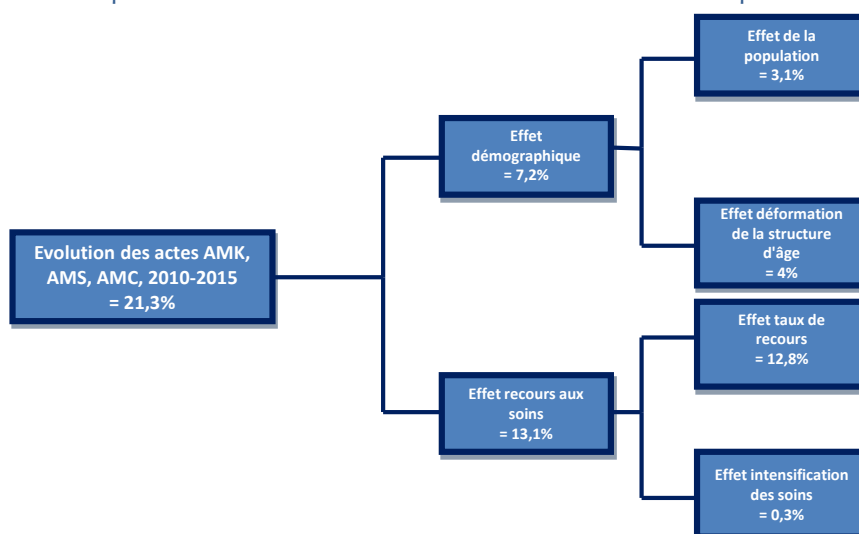 Effet de la
population
= 3,1%
Effet
démographique
= 7,2%
Effet déformation
de la structure
d'âge
= 4%
Evolution des actes AMK,
AMS, AMC, 2010-2015
= 21,3%
Effet taux de
recours
= 12,8%
Effet recours aux
soins
= 13,1%
Effet intensification
des soins
= 0,3%